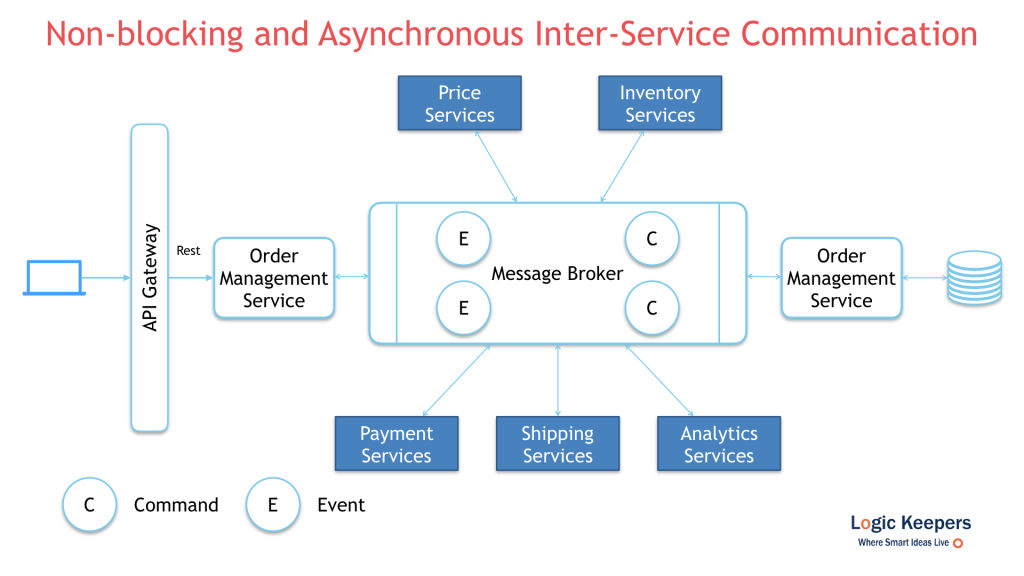 Non-blocking and Asynchronous Inter-Service Communication
Price
Services
Inventory
Services
API Gateway
Rest
Order
Management
Service
E
C
Message Broker
E
C
Order
Management
Service
Payment
Services
Shipping
Services
Analytics
Services
C
Command
E
Event
Logic Keepers
Where Smart Ideas Live